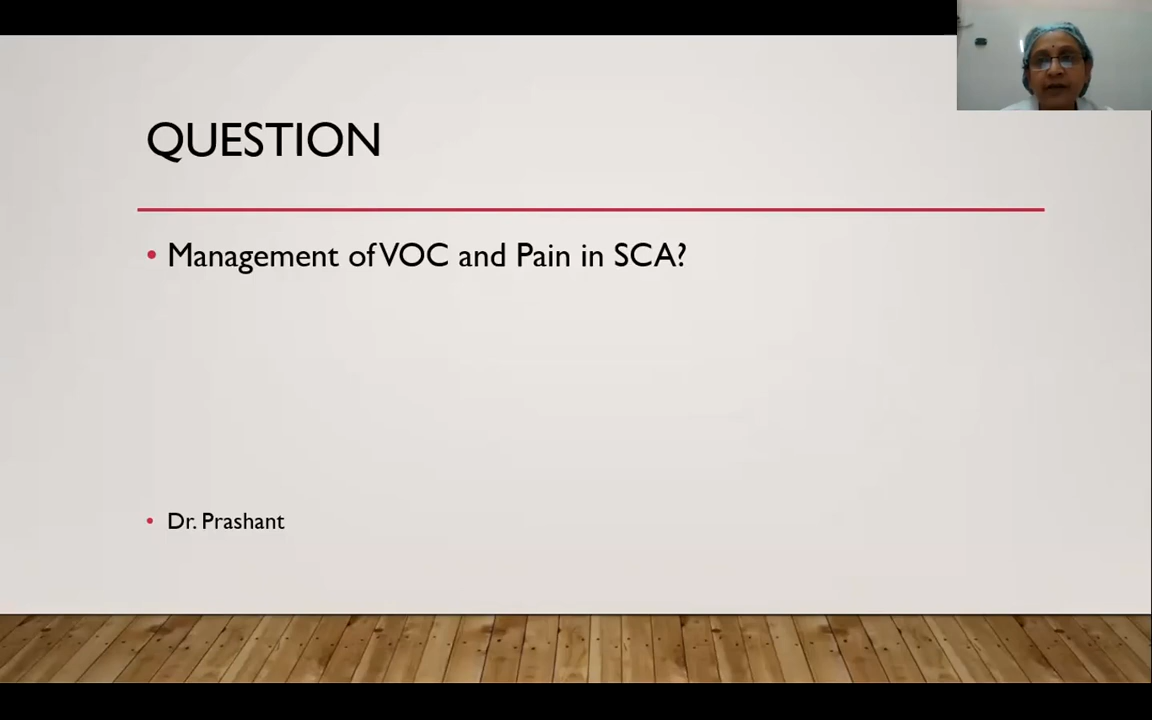 QUESTION
• Management of VOC and Pain in SCA?
• Dr. Prashant